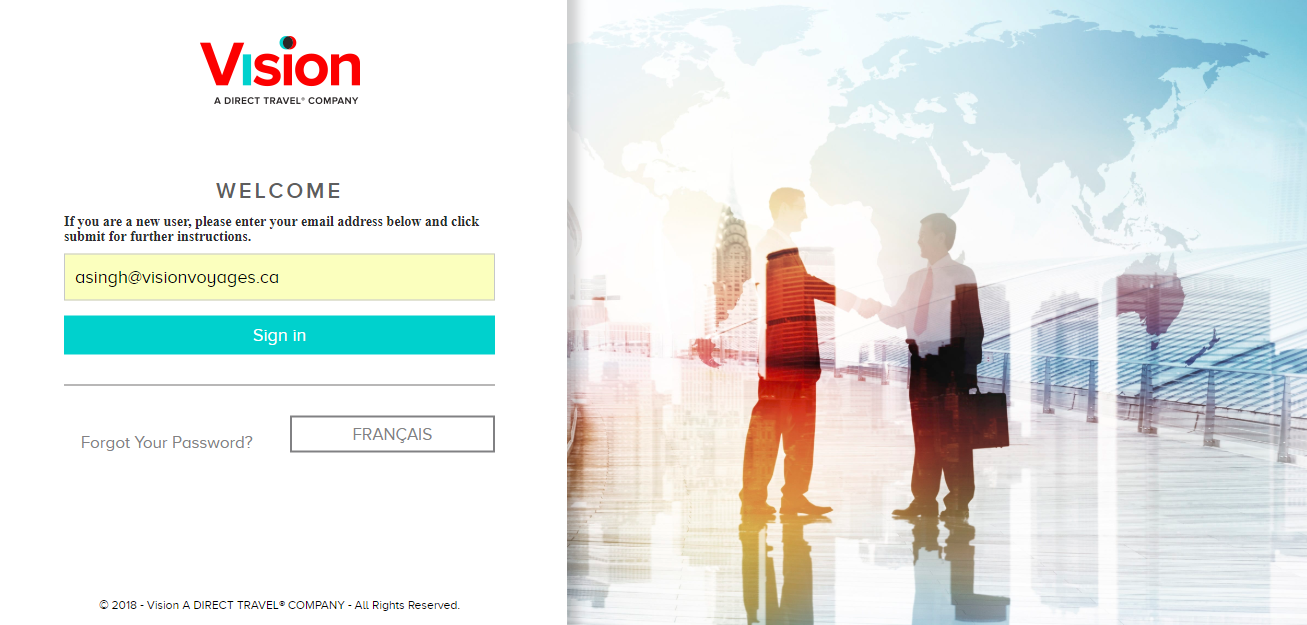 Vision
A DIRECT TRAVEL® COMPANY
WELCOME
If you are a new user, please enter your email address below and click
submit for further instructions.
asingh@visionvoyages.ca
Sign in
Forgot Your Password?
FRANÇAIS
© 2018 - Vision A DIRECT TRAVEL® COMPANY - All Rights Reserved.